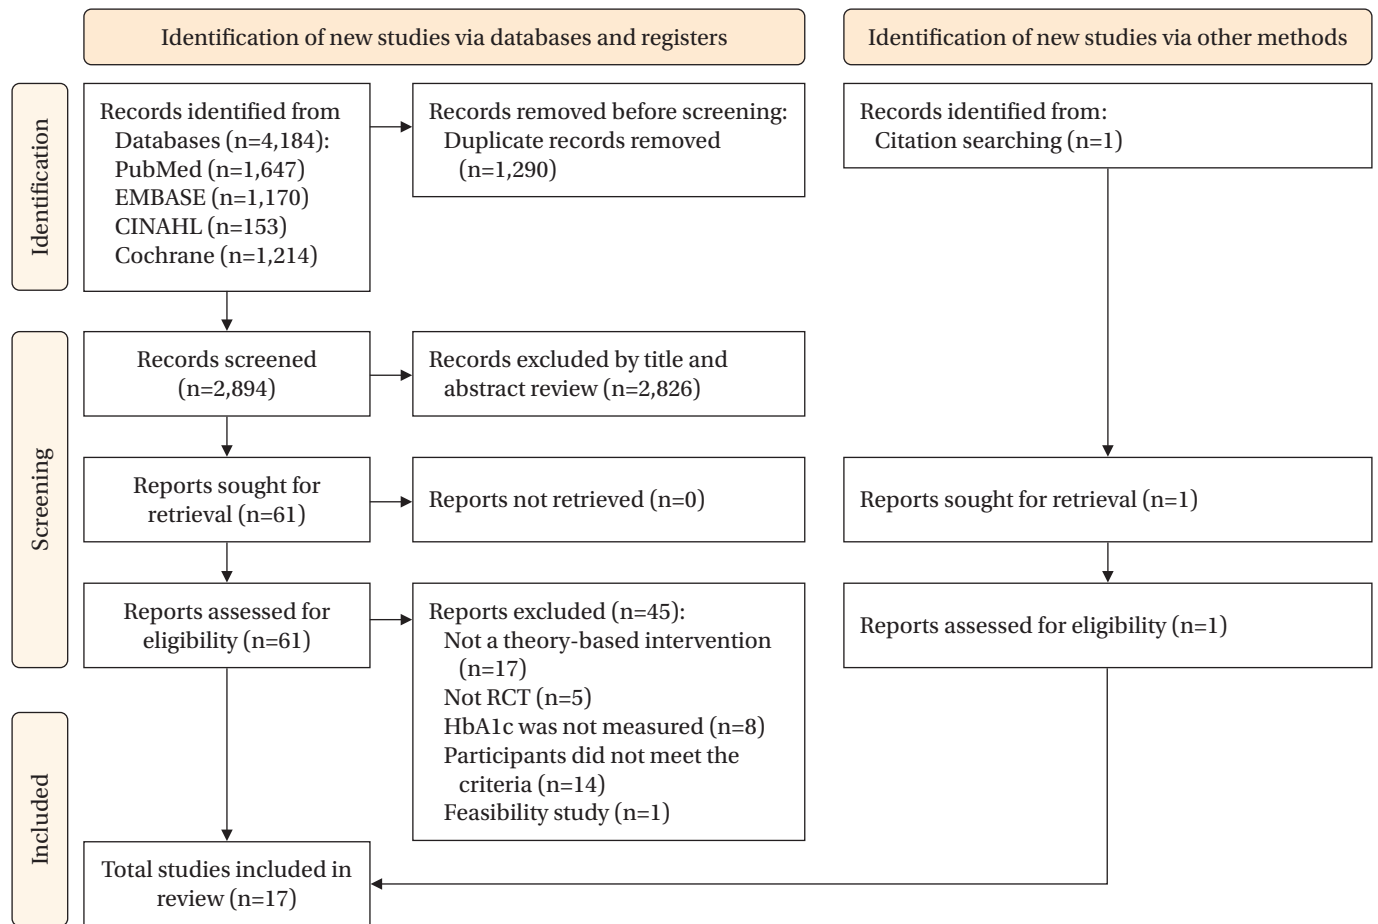 Identification of new studies via databases and registers
Identification of new studies via other methods
Identification
Records identified from
Databases (n=4,184):
PubMed (n=1,647)
EMBASE (n=1,170)
CINAHL (n=153)
Cochrane (n=1,214)
Records removed before screening:
Duplicate records removed
(n=1,290)
Records identified from:
Citation searching (n=1)
Screening
Records screened
(n=2,894)
Records excluded by title and
abstract review (n=2,826)
Reports sought for
retrieval (n=61)
Reports not retrieved (n=0)
Reports sought for retrieval (n=1)
Reports assessed for
eligibility (n=61)
Reports excluded (n=45):
Not a theory-based intervention
(n=17)
Not RCT (n=5)
HbA1c was not measured (n=8)
Participants did not meet the
criteria (n=14)
Feasibility study (n=1)
Reports assessed for eligibility (n=1)
Included
Total studies included in
review (n=17)